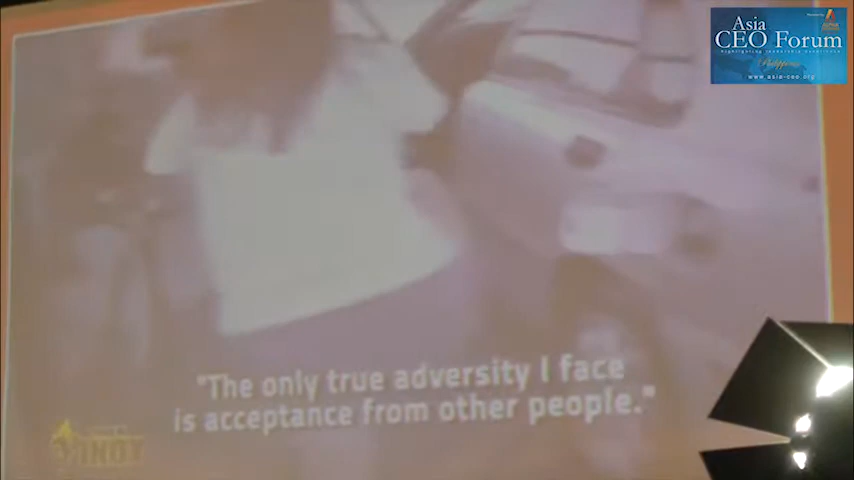 Asia
CEO Forum
Philippines
www.asia-ceo.org
"The only true adversity I face
is acceptance from other people."